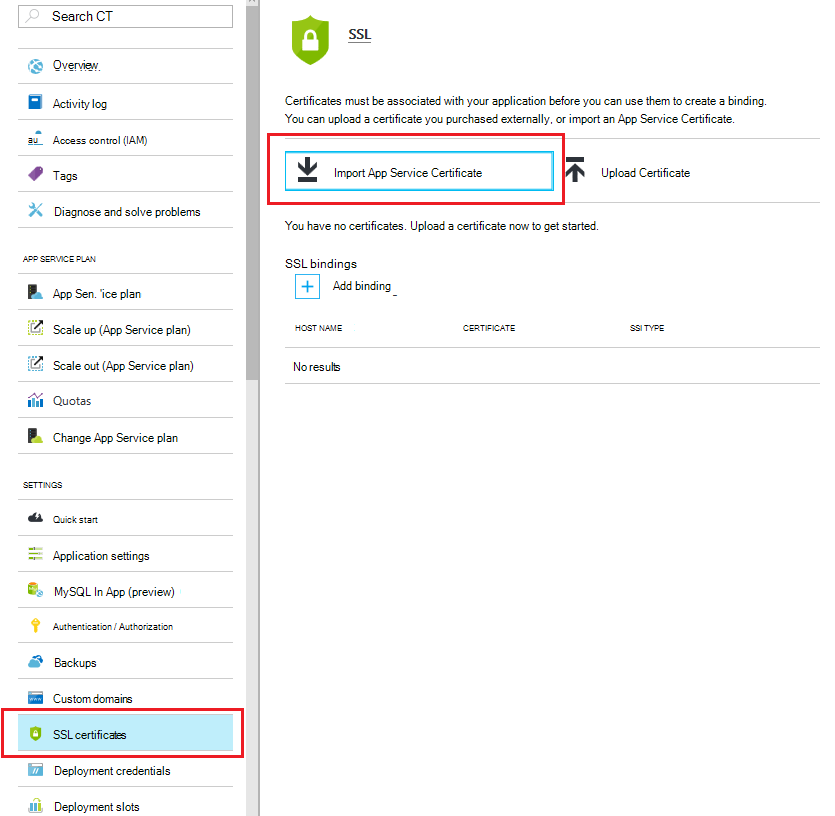 Search CT
Overview.
Activity log
au Access control (IAM)
Tags
Diagnose and solve problems
APP SERVICE PLAN
App Sen. 'ice plan
Scale up (App Service plan)
Scale out (App Service plan)
Quotas
Change App Service plan
SETTINGS
Quick start
Application settings
MySQL In App (preview)
Authentication / Authorization
Backups
www Custom domains
SSL certificates
Deployment credentials
Deployment slots
SSL
Certificates must be associated with your application before you can use them to create a binding.
You can upload a certificate you purchased externally, or import an App Service Certificate.
Import App Service Certificate
Upload Certificate
You have no certificates. Upload a certificate now to get started.
SSL bindings
Add binding _
HOST NAME CERTIFICATE SSI TYPE
No results